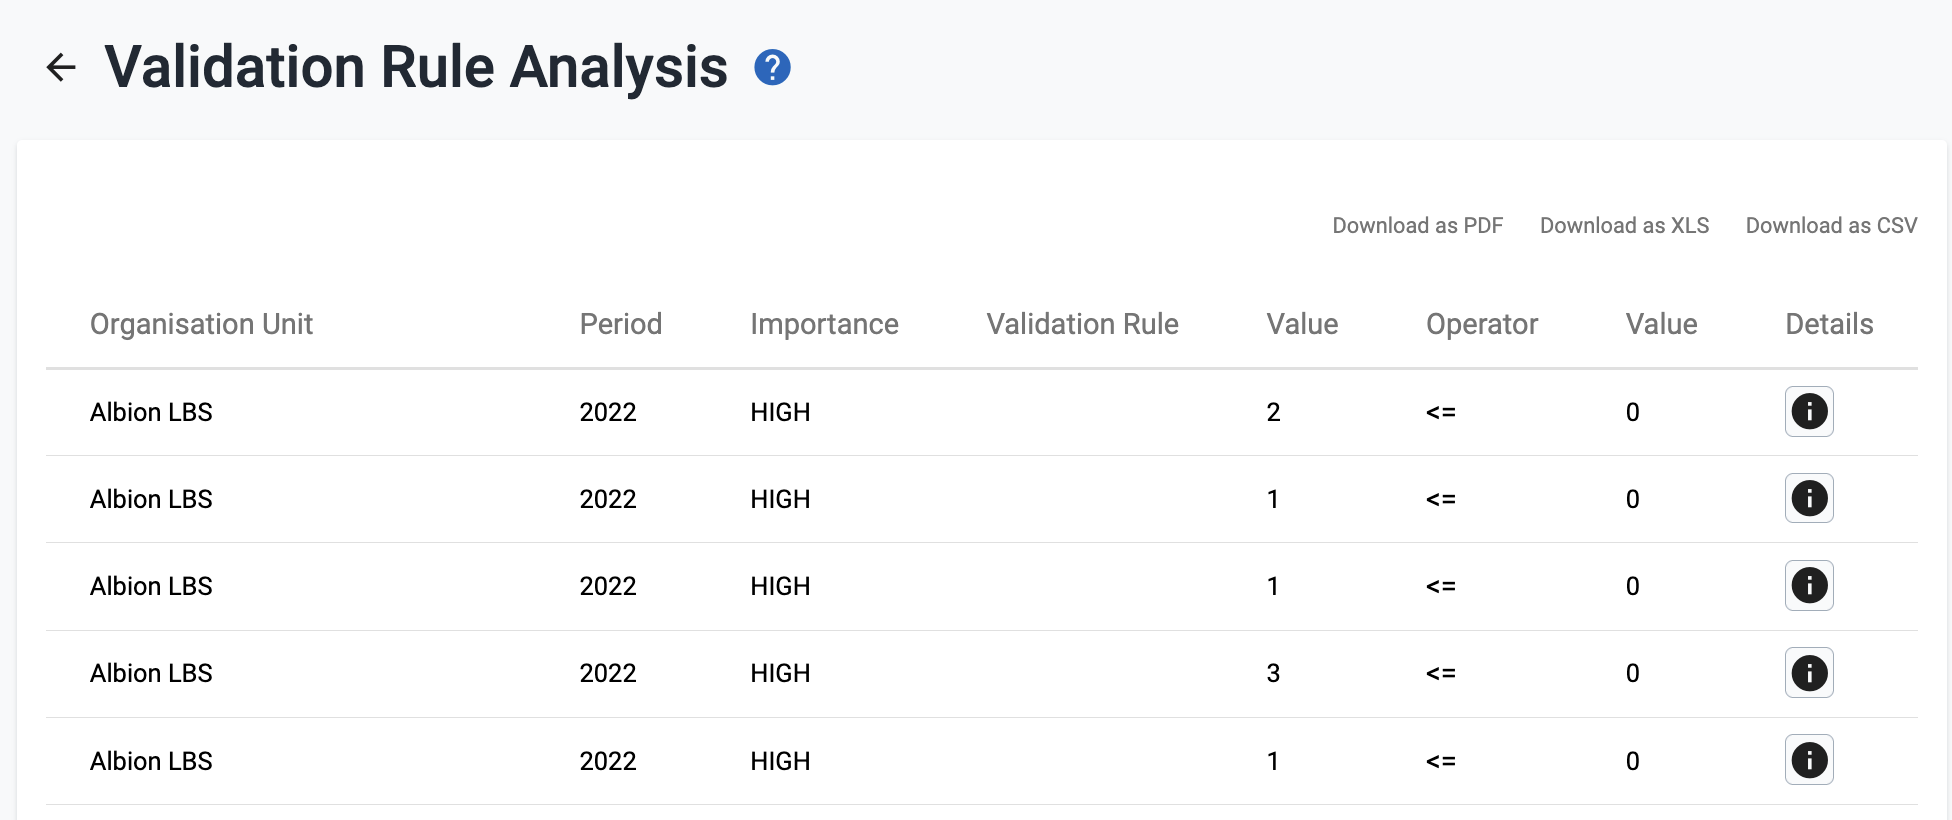 Validation Rule Analysis ?
Download as PDF Download as XLS Download as CSV
Organisation Unit Period Importance Validation Rule Value Operator Value Details
Albion LBS 2022 HIGH 2 <= 0
Albion LBS 2022 HIGH 1 <= 0
Albion LBS 2022 HIGH 1 <= 0
Albion LBS 2022 HIGH 3 <= 0
Albion LBS 2022 HIGH 1 <= 0